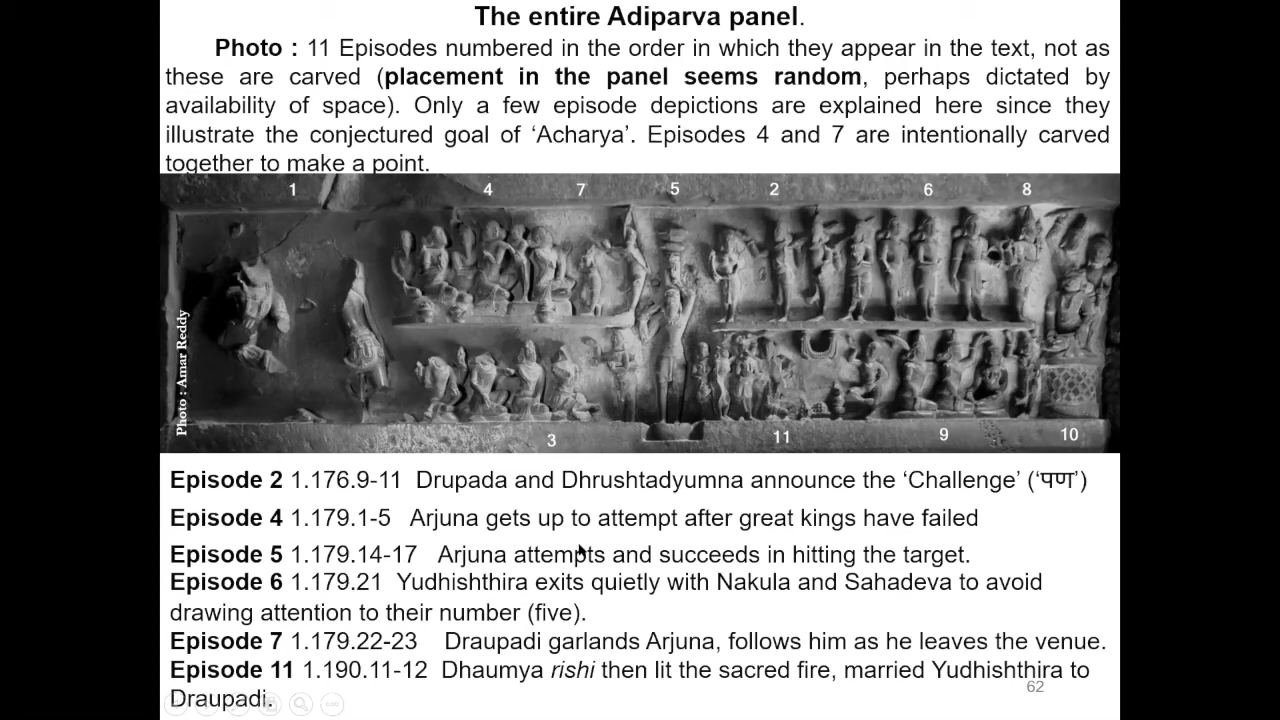 The entire Adiparva panel.
Photo : 11 Episodes numbered in the order in which they appear in the text, not as
these are carved (placement in the panel seems random, perhaps dictated by
availability of space). Only a few episode depictions are explained here since they
illustrate the conjectured goal of ‘Acharya’. Episodes 4 and 7 are intentionally carved
together to make a point.
1 4 7 5 2 6 8
Photo : Amar Reddy
3 11 9 10
Episode 2 1.176.9-11 Drupada and Dhrushtadyumna announce the ‘Challenge’ (‘पण’)
Episode 4 1.179.1-5 Arjuna gets up to attempt after great kings have failed
Episode 5 1.179.14-17 Arjuna attempts and succeeds in hitting the target.
Episode 6 1.179.21 Yudhishthira exits quietly with Nakula and Sahadeva to avoid
drawing attention to their number (five).
Episode 7 1.179.22-23 Draupadi garlands Arjuna, follows him as he leaves the venue.
Episode 11 1.190.11-12 Dhaumya rishi then lit the sacred fire, married Yudhishthira to
Draupadi.
62